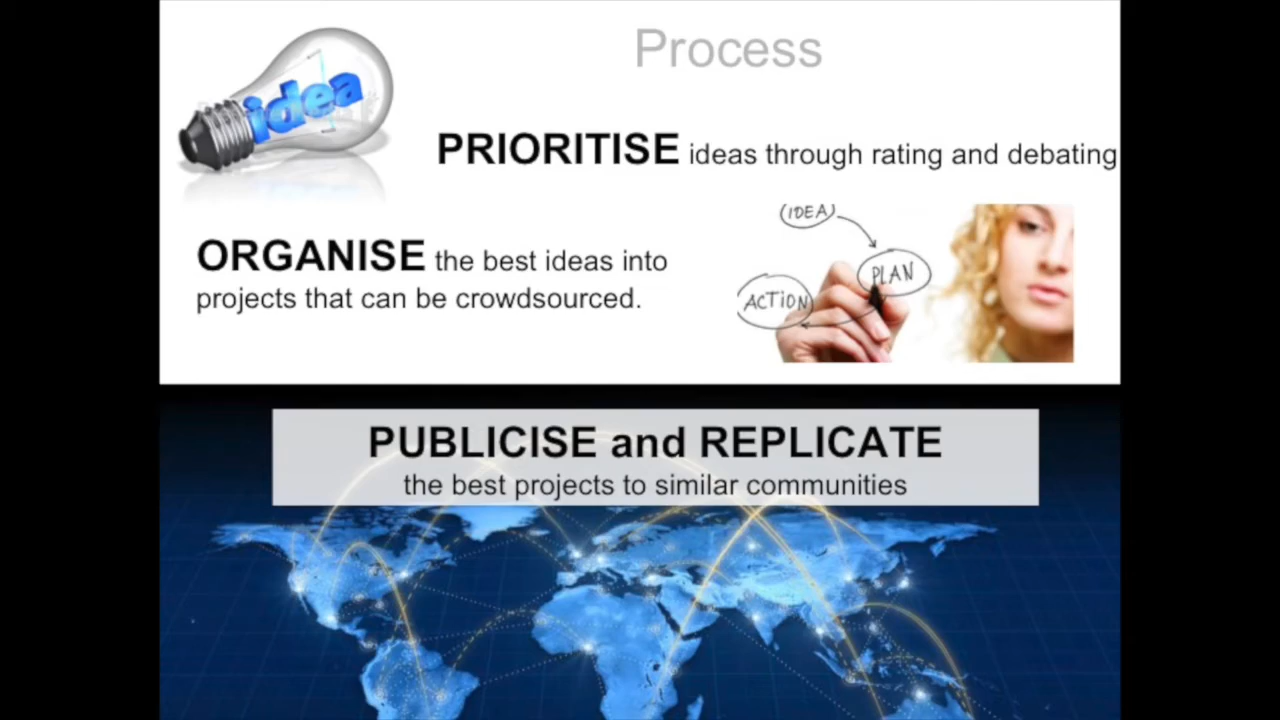 Process
idea
PRIORITISE ideas through rating and debating
ORGANISE the best ideas into
projects that can be crowdsourced.
IDEA
PLAN
ACTION
PUBLICISE and REPLICATE
the best projects to similar communities